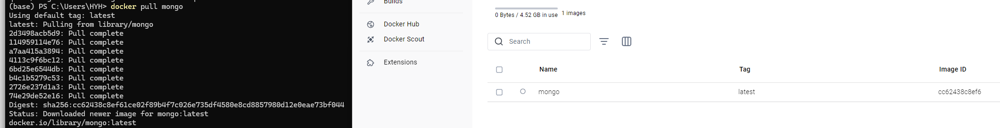 (base) PS C:\Users\HYH> docker pull mongo
Using default tag: latest
latest: Pulling from library/mongo
2d3498acb5d9: Pull complete
114959114e76: Pull complete
a7aa415a3894: Pull complete
4113c9f6bc12: Pull complete
6bd25e6544db: Pull complete
b4c1b5279c53: Pull complete
2726e237d1a3: Pull complete
74e29de52e16: Pull complete
Digest: sha256:cc62438c8ef61ce02f89b4f7c026e735df4580e8cd8857980d12e0eae73bf044
Status: Downloaded newer image for mongo:latest
docker.io/library/mongo:latest
Builds
Docker Hub
Docker Scout
Extensions
0 Bytes / 4.52 GB in use 1 images
Search
Name Tag Image ID
mongo latest cc62438c8ef6